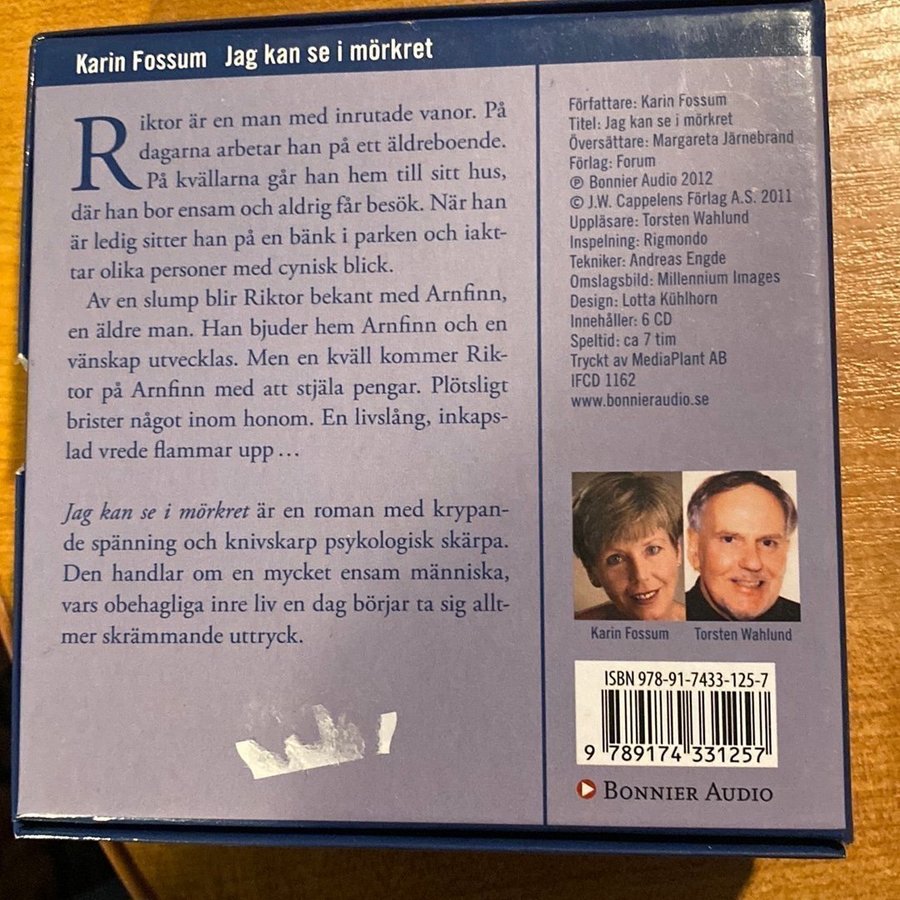 Karin Fossum Jag kan se i mörkret
Riktor är en man med inrutade vanor. På
dagarna arbetar han på ett äldreboende.
På kvällarna går han hem till sitt hus,
där han bor ensam och aldrig får besök. När han
är ledig sitter han på en bänk i parken och iakt-
tar olika personer med cynisk blick.
Av en slump blir Riktor bekant med Arnfinn,
en äldre man. Han bjuder hem Arnfinn och en
vänskap utvecklas. Men en kväll kommer Rik-
tor på Arnfinn med att stjäla pengar. Plötsligt
brister något inom honom. En livslång, inkaps-
lad vrede flammar upp...
Jag kan se i mörkret är en roman med krypan-
de spänning och knivskarp psykologisk skärpa.
Den handlar om en mycket ensam människa,
vars obehagliga inre liv en dag börjar ta sig allt-
mer skrämmande uttryck.
Författare: Karin Fossum
Titel: Jag kan se i mörkret
Översättare: Margareta Järnebrand
Förlag: Forum
℗ Bonnier Audio 2012
© J.W. Cappelens Förlag A.S. 2011
Uppläsare: Torsten Wahlund
Inspelning: Rigmondo
Tekniker: Andreas Engde
Omslagsbild: Millennium Images
Design: Lotta Kühlhorn
Innehåller: 6 CD
Speltid: ca 7 tim
Tryckt av MediaPlant AB
IFCD 1162
www.bonnieraudio.se
Karin Fossum Torsten Wahlund
ISBN 978-91-7433-125-7
9 789174 331257
BONNIER AUDIO